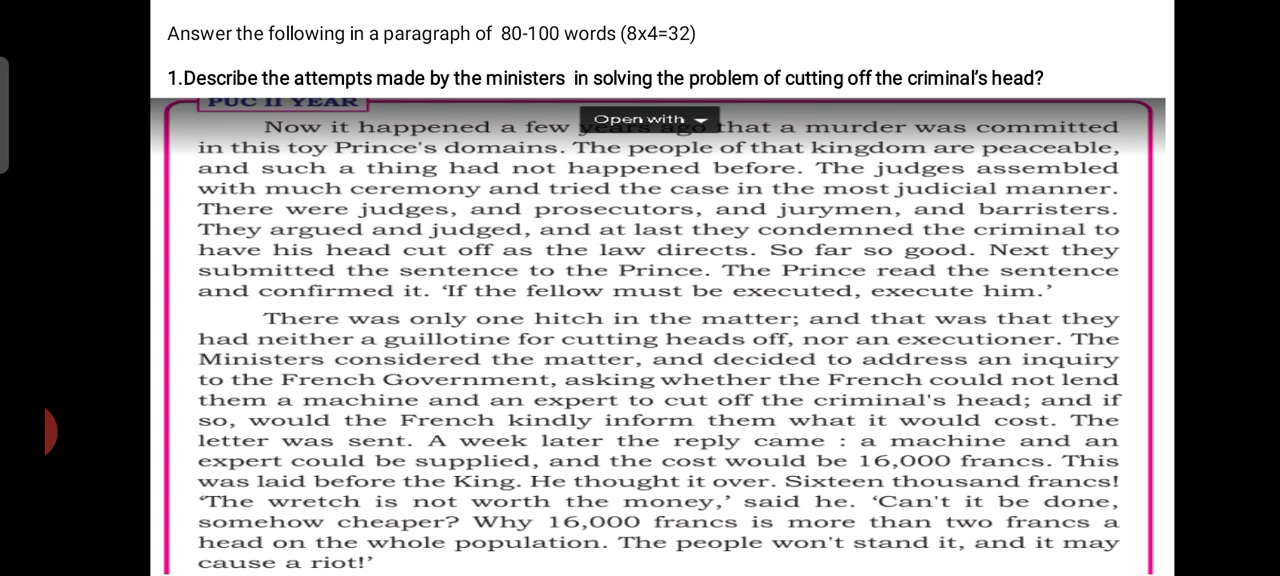 Answer the following in a paragraph of 80-100 words (8x4=32)
1.Describe the attempts made by the ministers in solving the problem of cutting off the criminal's head?
PUC II YEAR
Open with
Now it happened a few years ago that a murder was committed
in this toy Prince's domains. The people of that kingdom are peaceable,
and such a thing had not happened before. The judges assembled
with much ceremony and tried the case in the most judicial manner.
There were judges, and prosecutors, and jurymen, and barristers.
They argued and judged, and at last they condemned the criminal to
have his head cut off as the law directs. So far so good. Next they
submitted the sentence to the Prince. The Prince read the sentence
and confirmed it. 'If the fellow must be executed, execute him.'
There was only one hitch in the matter; and that was that they
had neither a guillotine for cutting heads off, nor an executioner. The
Ministers considered the matter, and decided to address an inquiry
to the French Government, asking whether the French could not lend
them a machine and an expert to cut off the criminal's head; and if
so, would the French kindly inform them what it would cost. The
letter was sent. A week later the reply came : a machine and an
expert could be supplied, and the cost would be 16,000 francs. This
was laid before the King. He thought it over. Sixteen thousand francs!
'The wretch is not worth the money,' said he. 'Can't it be done,
somehow cheaper? Why 16,000 francs is more than two francs a
head on the whole population. The people won't stand it, and it may
cause a riot!'